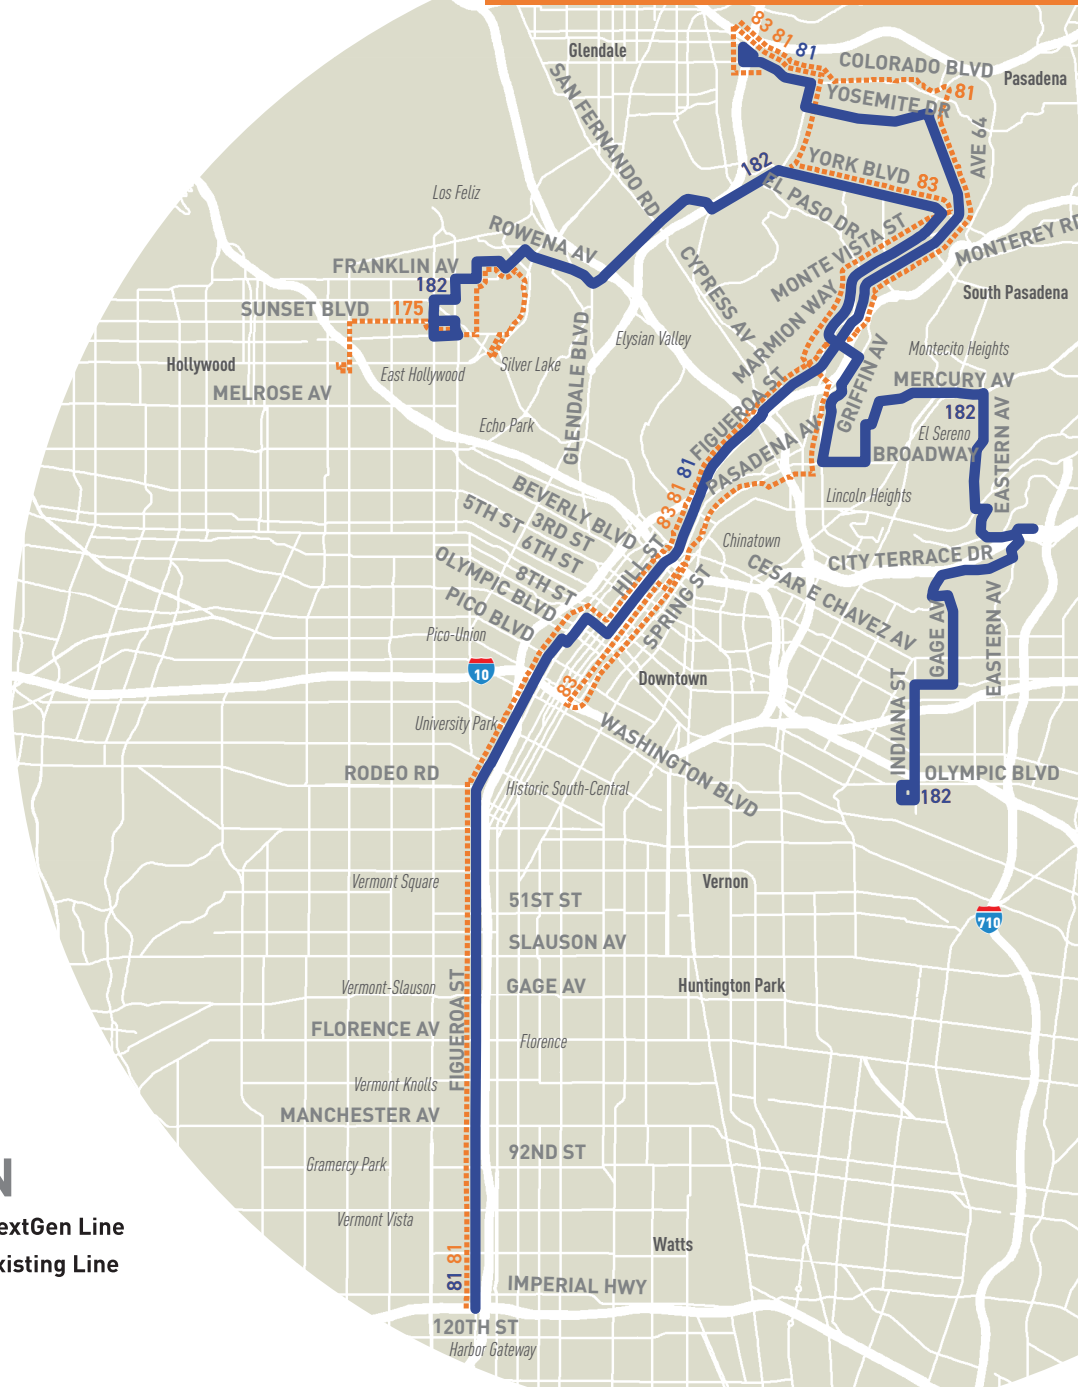 83
81
81
Glendale
COLORADO BLVD
Pasadena
81
YOSEMITE DR
SAN FERNANDO RD
AVE 64
182
YORK BLVD
83
EL PASO DR
Los Feliz
ROWENA AV
MONTE VISTA ST
MONTEREY RD
FRANKLIN AV
182
CYPRESS AV
SUNSET BLVD
175
MARMION WAY
South Pasadena
Elysian Valley
Montecito Heights
Hollywood
East Hollywood
Silver Lake
GLENDALE BLVD
GRIFFIN AV
MELROSE AV
MERCURY AV
182
FIGUEROA ST
Echo Park
El Sereno
EASTERN AV
BROADWAY
PASADENA AV
81
83 81
BEVERLY BLVD
3RD ST
5TH ST
6TH ST
Lincoln Heights
HILL ST
Chinatown
8TH ST
OLYMPIC BLVD
CESAR E CHAVEZ AV
CITY TERRACE DR
PICO BLVD
SPRING ST
Pico-Union
GAGE AV
EASTERN AV
10
83
Downtown
INDIANA ST
University Park
WASHINGTON BLVD
RODEO RD
OLYMPIC BLVD
Historic South-Central
182
Vermont Square
Vernon
51ST ST
710
SLAUSON AV
Vermont-Slauson
FIGUEROA ST
GAGE AV
Huntington Park
FLORENCE AV
Florence
Vermont Knolls
MANCHESTER AV
92ND ST
Gramercy Park
N
extGen Line
Vermont Vista
Watts
xisting Line
81 81
IMPERIAL HWY
120TH ST
Harbor Gateway